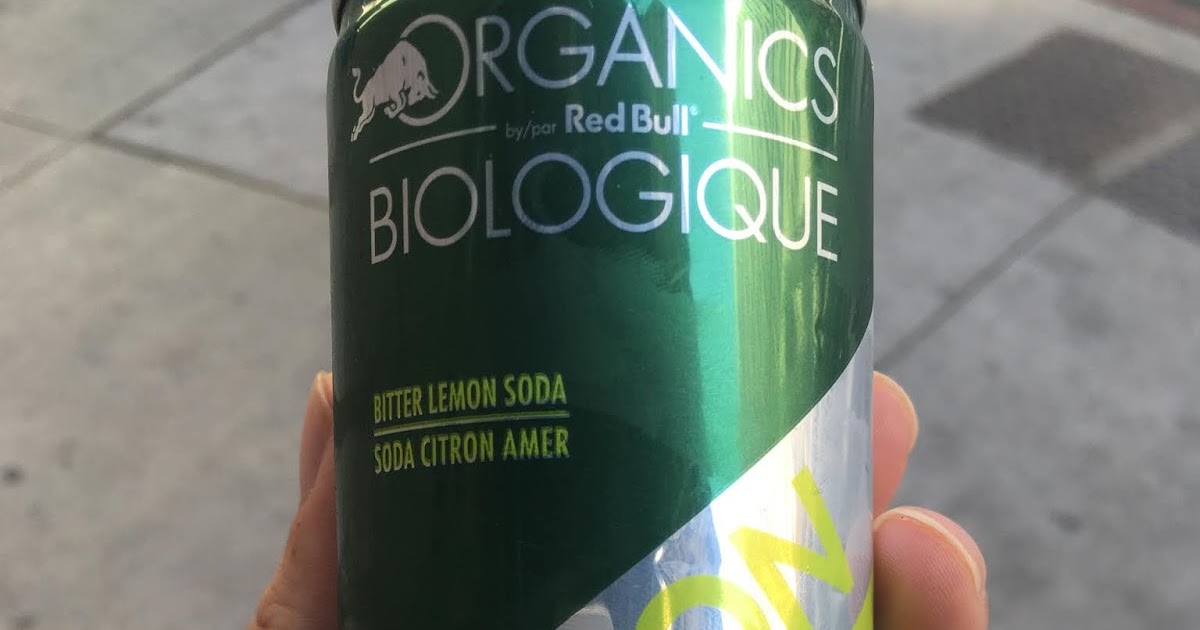 ORGANICS
by/par Red Bull®
BIOLOGIQUE
BITTER LEMON SODA
SODA CITRON AMER